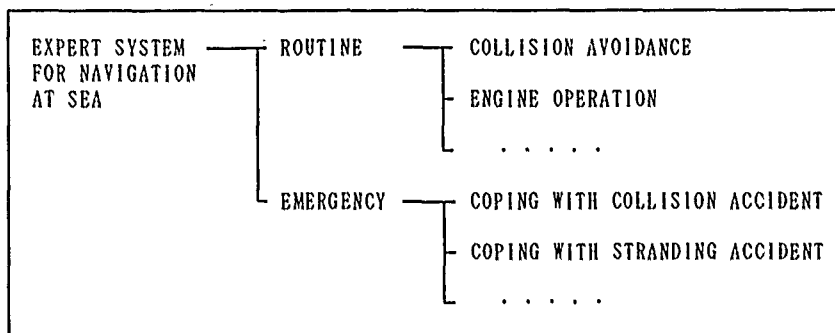 EXPERT SYSTEM
FOR NAVIGATION
AT SEA
ROUTINE
COLLISION AVOIDANCE
ENGINE OPERATION
. . . . .
EMERGENCY
COPING WITH COLLISION ACCIDENT
COPING WITH STRANDING ACCIDENT
. . . . .